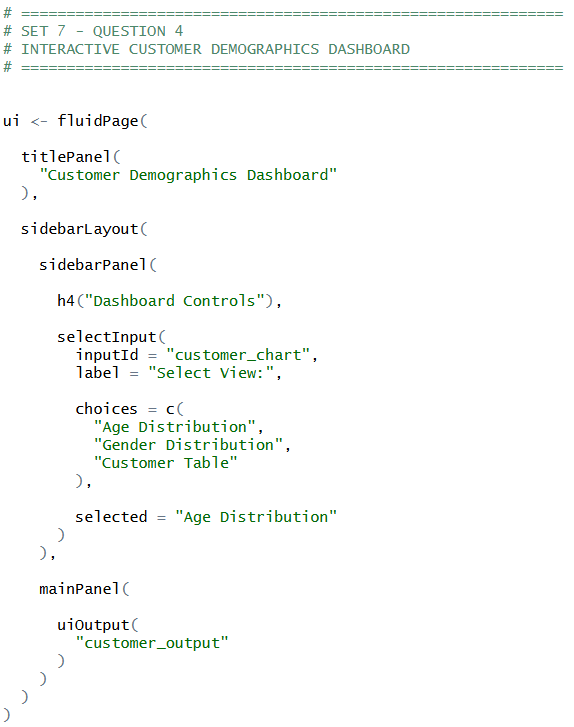 # ============================================================
# SET 7 - QUESTION 4
# INTERACTIVE CUSTOMER DEMOGRAPHICS DASHBOARD
# ============================================================
ui <- fluidPage(
  titlePanel(
    "Customer Demographics Dashboard"
  ),
  sidebarLayout(
    sidebarPanel(
      h4("Dashboard Controls"),
      selectInput(
        inputId = "customer_chart",
        label = "Select View:",
        choices = c(
          "Age Distribution",
          "Gender Distribution",
          "Customer Table"
        ),
        selected = "Age Distribution"
      )
    ),
    mainPanel(
      uiOutput(
        "customer_output"
      )
    )
  )
)